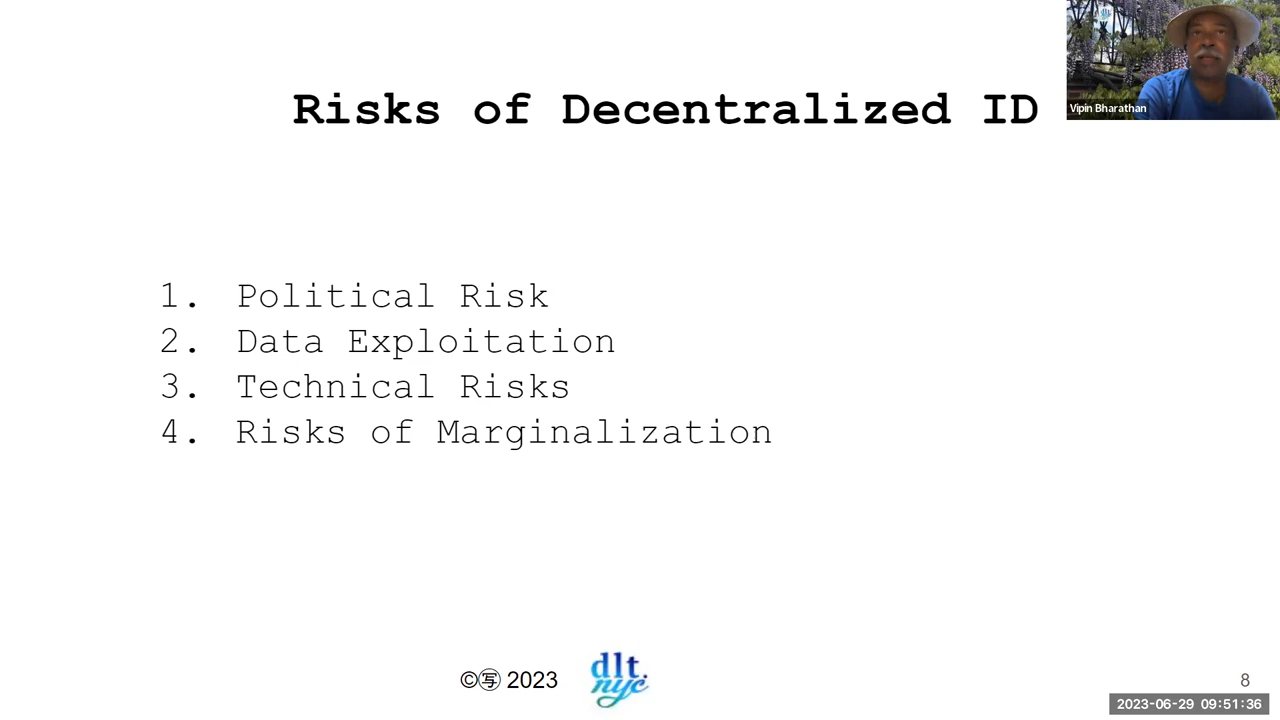 Risks of Decentralized ID
Vipin Bharathan
1. Political Risk
2. Data Exploitation
3. Technical Risks
4. Risks of Marginalization
©㊢ 2023
dlt.
nyc
8
2023-06-29 09:51:36